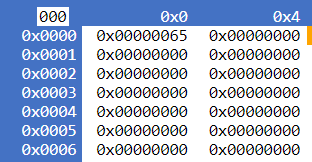 000 0x0 0x4
0x0000 0x00000065 0x00000000
0x0001 0x00000000 0x00000000
0x0002 0x00000000 0x00000000
0x0003 0x00000000 0x00000000
0x0004 0x00000000 0x00000000
0x0005 0x00000000 0x00000000
0x0006 0x00000000 0x00000000